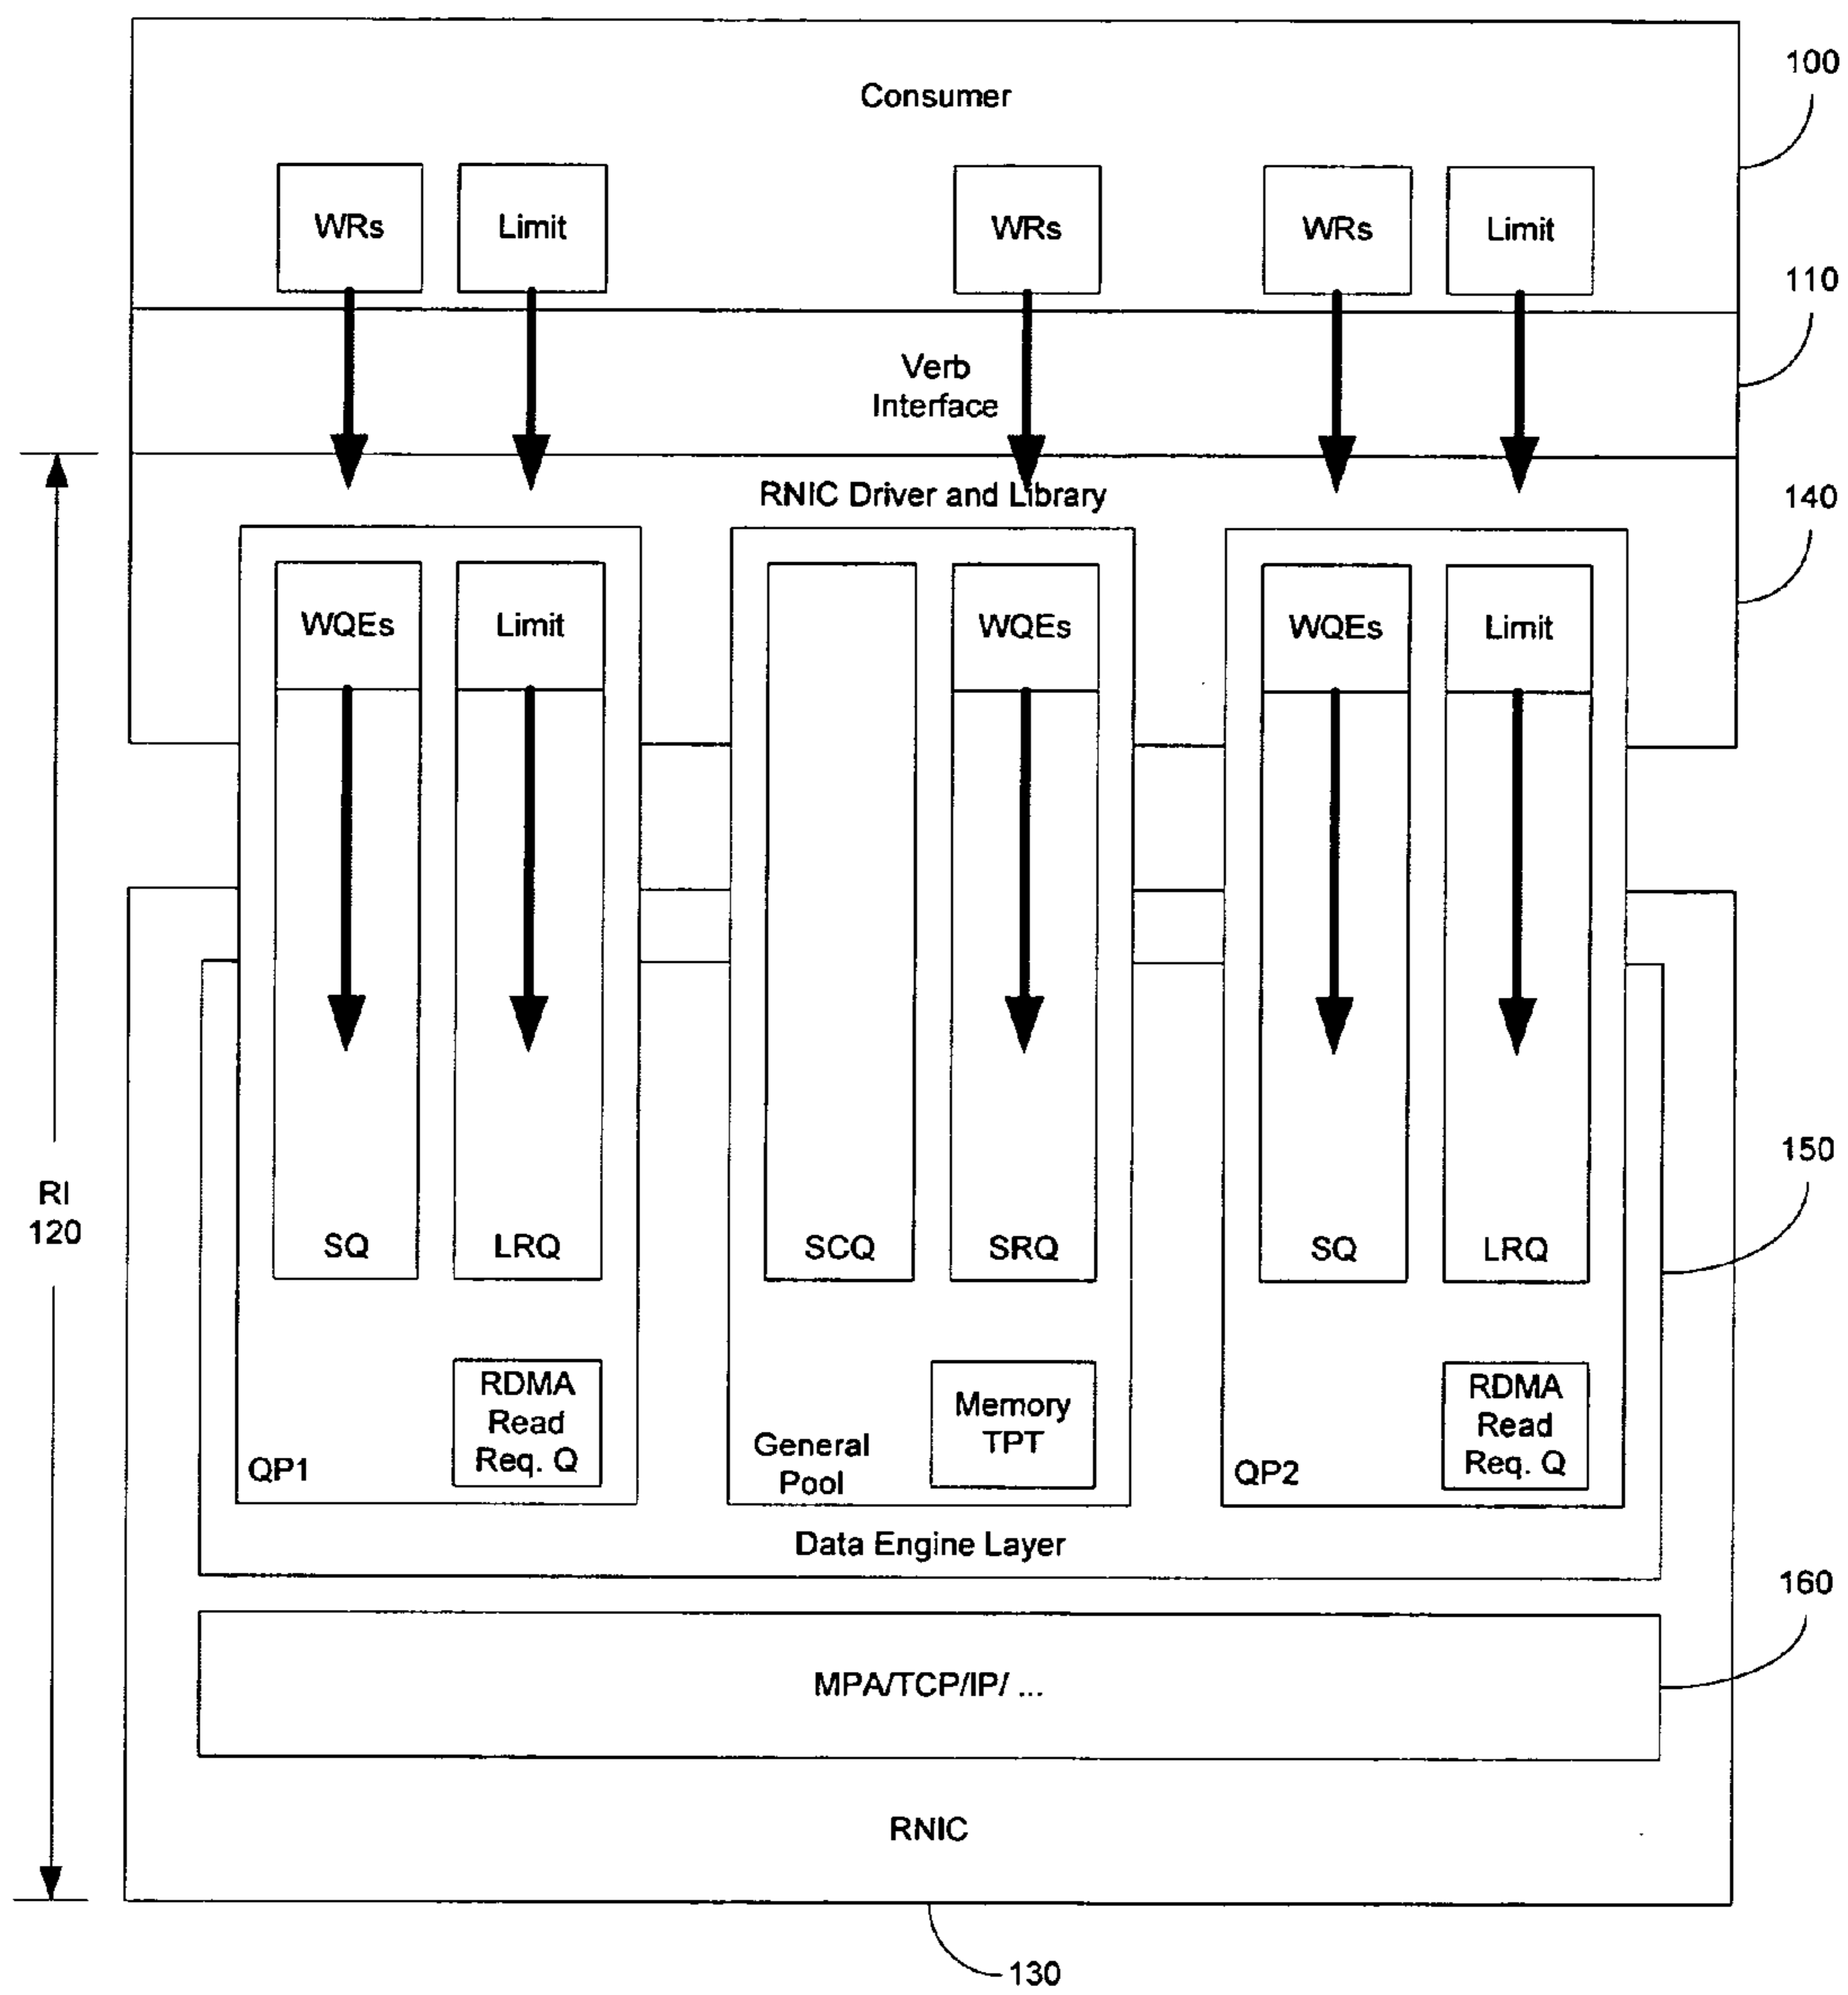 100
Consumer
WRs
Limit
WRs
WRs
Limit
110
Verb
Interface
RNIC Driver and Library
140
WQEs
Limit
WQEs
WQEs
Limit
150
RI
120
SQ
LRQ
SCQ
SRQ
SQ
LRQ
RDMA
Read
Req. Q
Memory
TPT
RDMA
Read
Req. Q
QP1
General
Pool
QP2
Data Engine Layer
160
MPA/TCP/IP/ ...
RNIC
130